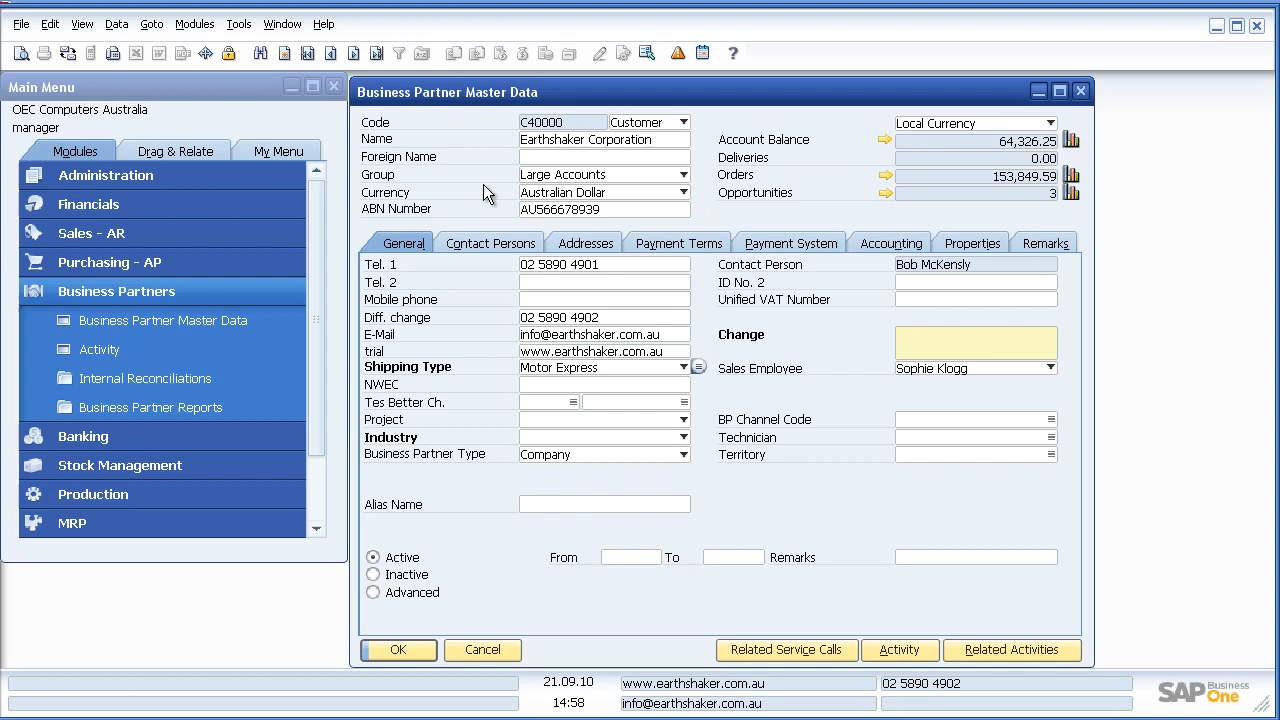 File Edit View Data Goto Modules Tools Window Help
Main Menu
OEC Computers Australia
manager
Modules Drag & Relate My Menu
Administration
Financials
Sales - AR
Purchasing - AP
Business Partners
Business Partner Master Data
Activity
Internal Reconciliations
Business Partner Reports
Banking
Stock Management
Production
MRP
Business Partner Master Data
Code C40000 Customer Local Currency
Name Earthshaker Corporation Account Balance 64,326.25
Foreign Name Deliveries 0.00
Group Large Accounts Orders 153,849.59
Currency Australian Dollar Opportunities 3
ABN Number AU566678939
General Contact Persons Addresses Payment Terms Payment System Accounting Properties Remarks
Tel. 1 02 5890 4901 Contact Person Bob McKensly
Tel. 2 ID No. 2
Mobile phone Unified VAT Number
Diff. change 02 5890 4902
E-Mail info@earthshaker.com.au Change
trial www.earthshaker.com.au
Shipping Type Motor Express Sales Employee Sophie Klogg
NWEC
Tes Better Ch.
Project BP Channel Code
Industry Technician
Business Partner Type Company Territory
Alias Name
Active From To Remarks
Inactive
Advanced
OK Cancel Related Service Calls Activity Related Activities
21.09.10 www.earthshaker.com.au 02 5890 4902
14:58 info@earthshaker.com.au
SAP Business One